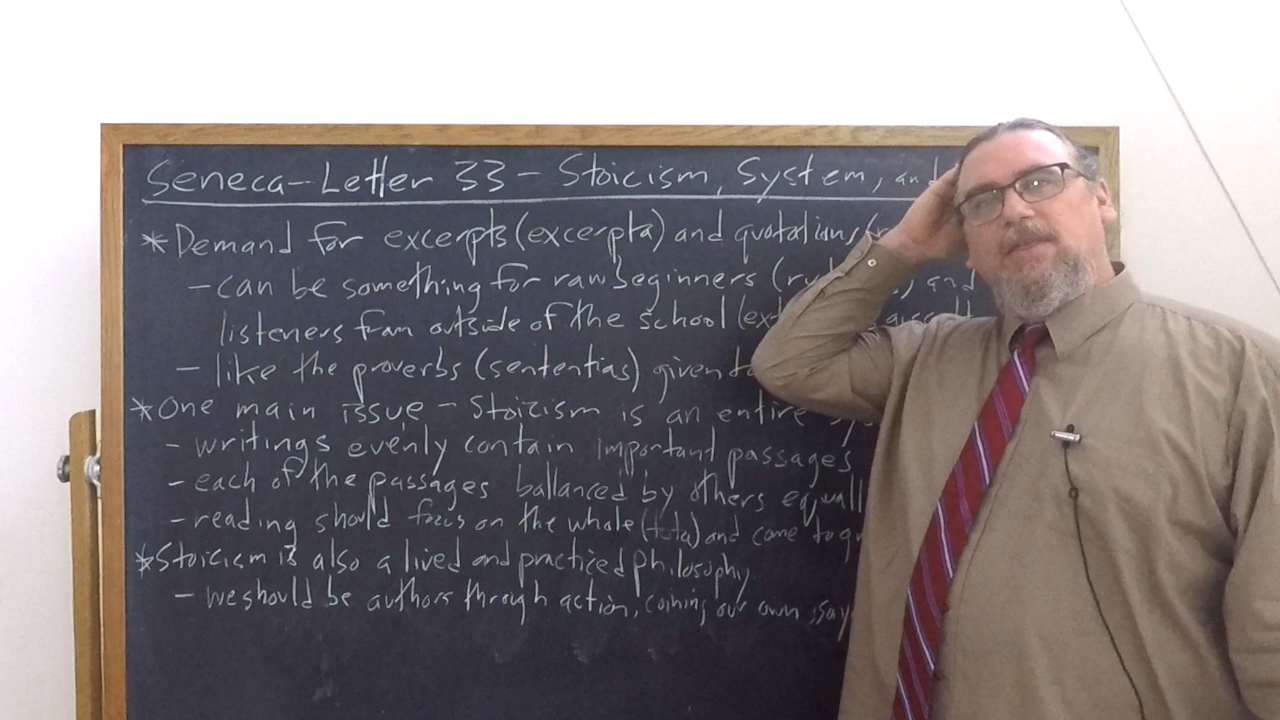 Seneca-Letter 33 - Stoicism, System, and
* Demand for excerpts (excerpta) and quotations
- can be something for raw beginners and
listeners from outside of the school
- like the proverbs (sententias) given
* One main issue - Stoicism is an entire
- writings evenly contain important passages
- each of the passages ballanced by others
- reading should focus on the whole (tota) and come to
* Stoicism is also a lived and practiced philosophy
- we should be authors through action, coining our own